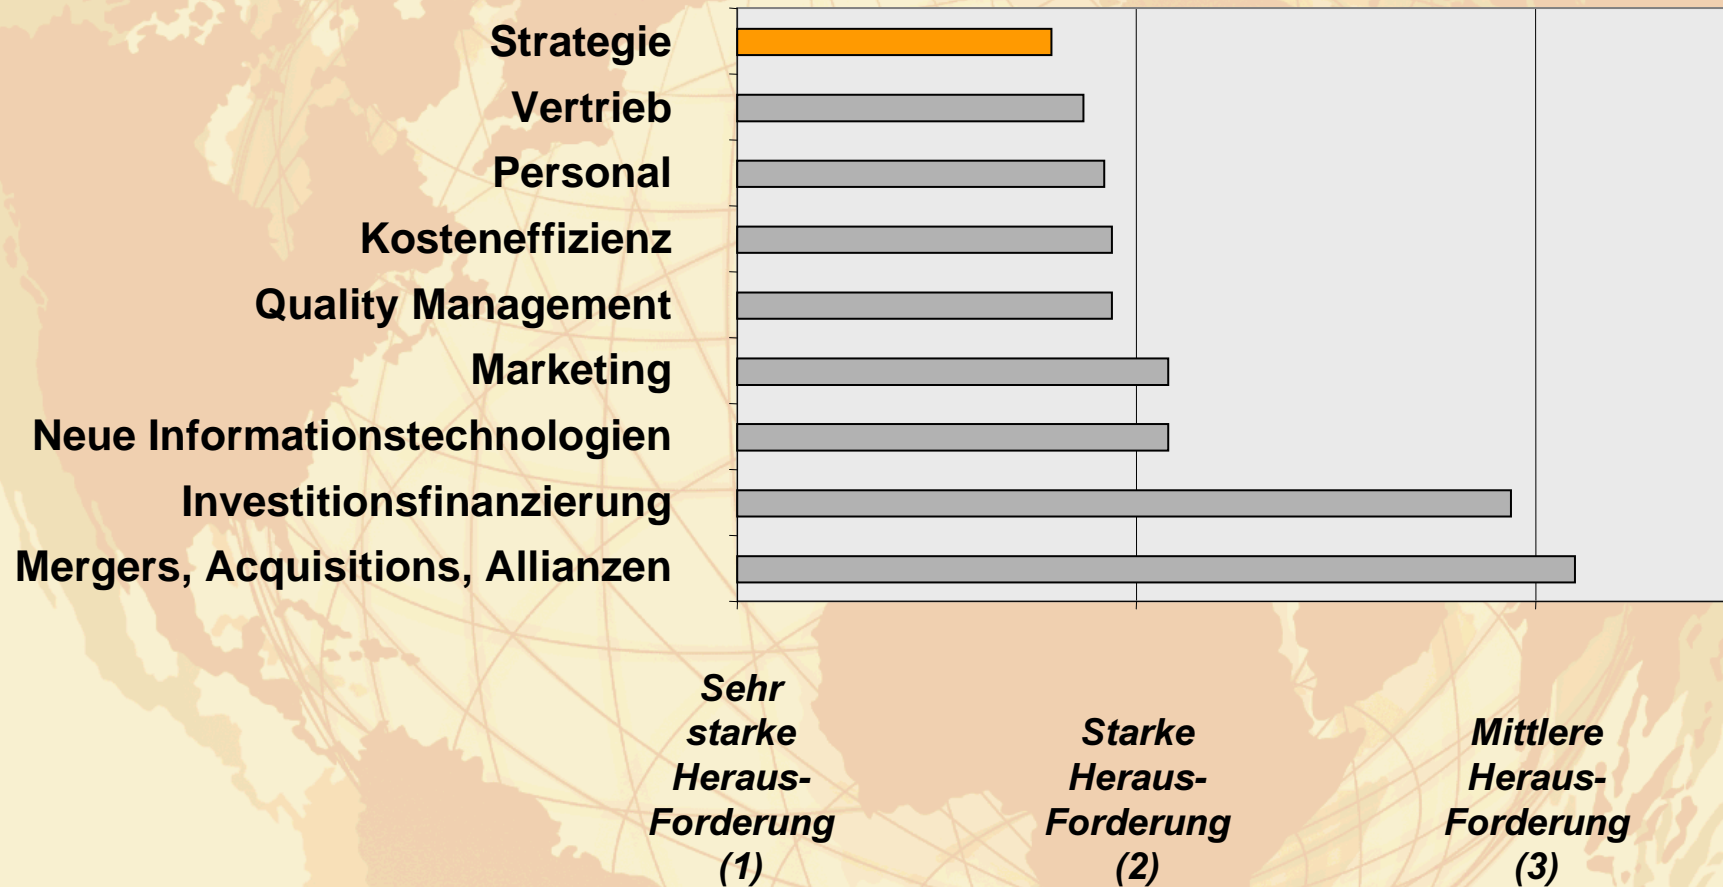 Strategie
Vertrieb
Personal
Kosteneffizienz
Quality Management
Marketing
Neue Informationstechnologien
Investitionsfinanzierung
Mergers, Acquisitions, Allianzen
Sehr
starke
Heraus-
Forderung
(1)
Starke
Heraus-
Forderung
(2)
Mittlere
Heraus-
Forderung
(3)